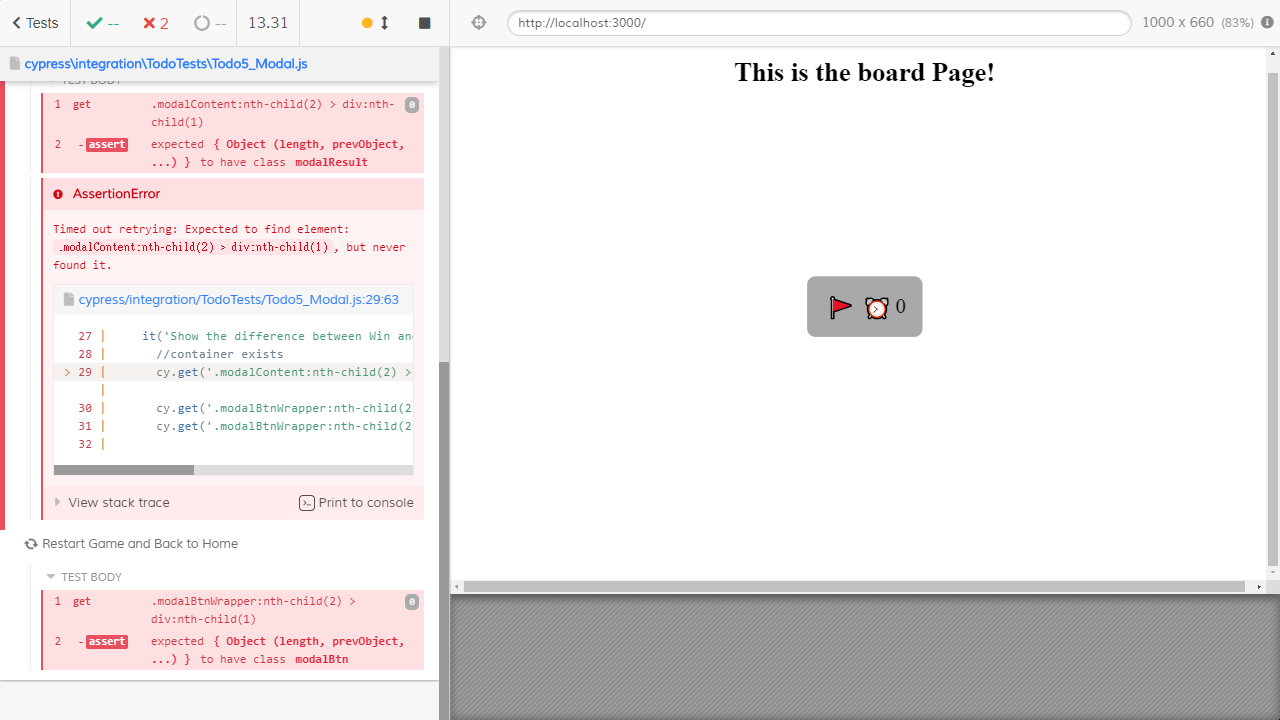 Tests -- 2 -- 13.31 http://localhost:3000/ 1000 x 660 (83%)
cypress\integration\TodoTests\Todo5_Modal.js
TEST BODY
1 get .modalContent:nth-child(2) > div:nth- 0
child(1)
2 -assert expected { Object (length, prevObject,
...) } to have class modalResult
AssertionError
Timed out retrying: Expected to find element:
.modalContent:nth-child(2) > div:nth-child(1), but never
found it.
cypress/integration/TodoTests/Todo5_Modal.js:29:63
27 | it('Show the difference between Win an
28 | //container exists
> 29 | cy.get('.modalContent:nth-child(2) >
|
30 | cy.get('.modalBtnWrapper:nth-child(2
31 | cy.get('.modalBtnWrapper:nth-child(2
32 |
View stack trace Print to console
Restart Game and Back to Home
TEST BODY
1 get .modalBtnWrapper:nth-child(2) > 0
div:nth-child(1)
2 -assert expected { Object (length, prevObject,
...) } to have class modalBtn
This is the board Page!
0